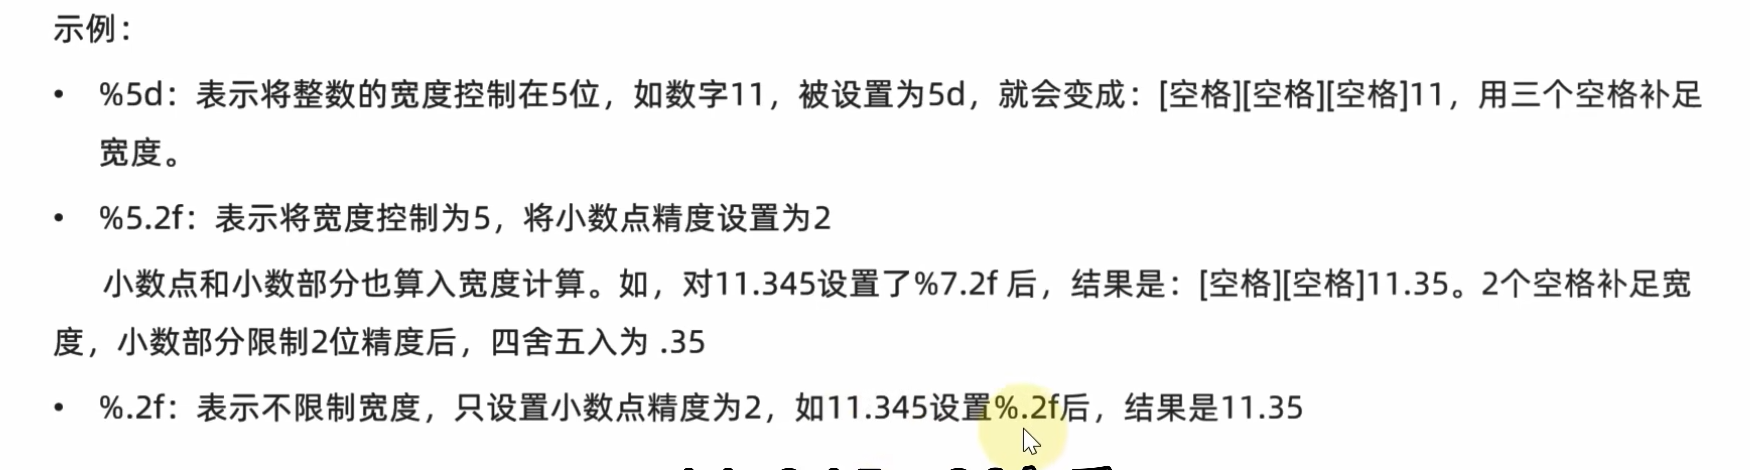 示例：
• %5d：表示将整数的宽度控制在5位，如数字11，被设置为5d，就会变成：[空格][空格][空格]11，用三个空格补足
宽度。
• %5.2f：表示将宽度控制为5，将小数点精度设置为2
小数点和小数部分也算入宽度计算。如，对11.345设置了%7.2f 后，结果是：[空格][空格]11.35。2个空格补足宽
度，小数部分限制2位精度后，四舍五入为 .35
• %.2f：表示不限制宽度，只设置小数点精度为2，如11.345设置%.2f后，结果是11.35